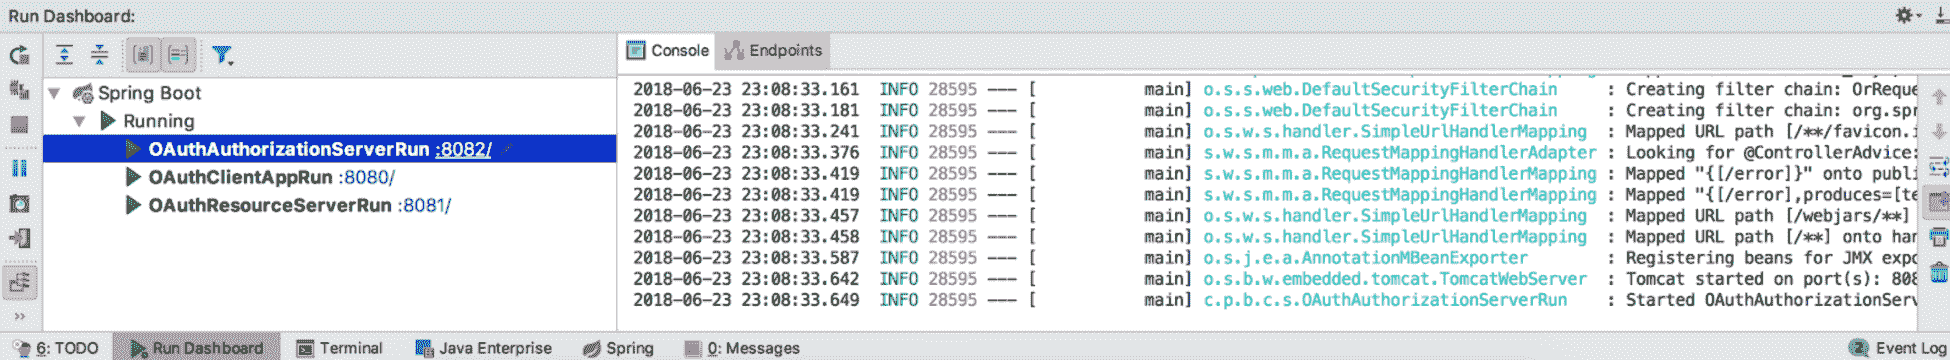 Run Dashboard:
Console Endpoints
Spring Boot
Running
OAuthAuthorizationServerRun :8082/
OAuthClientAppRun :8080/
OAuthResourceServerRun :8081/
2018-06-23 23:08:33.161 INFO 28595 --- [ main] o.s.s.web.DefaultSecurityFilterChain : Creating filter chain: OrReque
2018-06-23 23:08:33.181 INFO 28595 --- [ main] o.s.s.web.DefaultSecurityFilterChain : Creating filter chain: org.spr
2018-06-23 23:08:33.241 INFO 28595 --- [ main] o.s.w.s.handler.SimpleUrlHandlerMapping : Mapped URL path [/**/favicon.i
2018-06-23 23:08:33.376 INFO 28595 --- [ main] s.w.s.m.m.a.RequestMappingHandlerAdapter : Looking for @ControllerAdvice:
2018-06-23 23:08:33.419 INFO 28595 --- [ main] s.w.s.m.m.a.RequestMappingHandlerMapping : Mapped "{[/error]}" onto publi
2018-06-23 23:08:33.419 INFO 28595 --- [ main] s.w.s.m.m.a.RequestMappingHandlerMapping : Mapped "{[/error],produces=[te
2018-06-23 23:08:33.457 INFO 28595 --- [ main] o.s.w.s.handler.SimpleUrlHandlerMapping : Mapped URL path [/webjars/**]
2018-06-23 23:08:33.458 INFO 28595 --- [ main] o.s.w.s.handler.SimpleUrlHandlerMapping : Mapped URL path [/**] onto han
2018-06-23 23:08:33.587 INFO 28595 --- [ main] o.s.j.e.a.AnnotationMBeanExporter : Registering beans for JMX expo
2018-06-23 23:08:33.642 INFO 28595 --- [ main] o.s.b.w.embedded.tomcat.TomcatWebServer : Tomcat started on port(s): 808
2018-06-23 23:08:33.649 INFO 28595 --- [ main] c.p.b.c.s.OAuthAuthorizationServerRun : Started OAuthAuthorizationServ
6: TODO Run Dashboard Terminal Java Enterprise Spring 0: Messages 2 Event Log